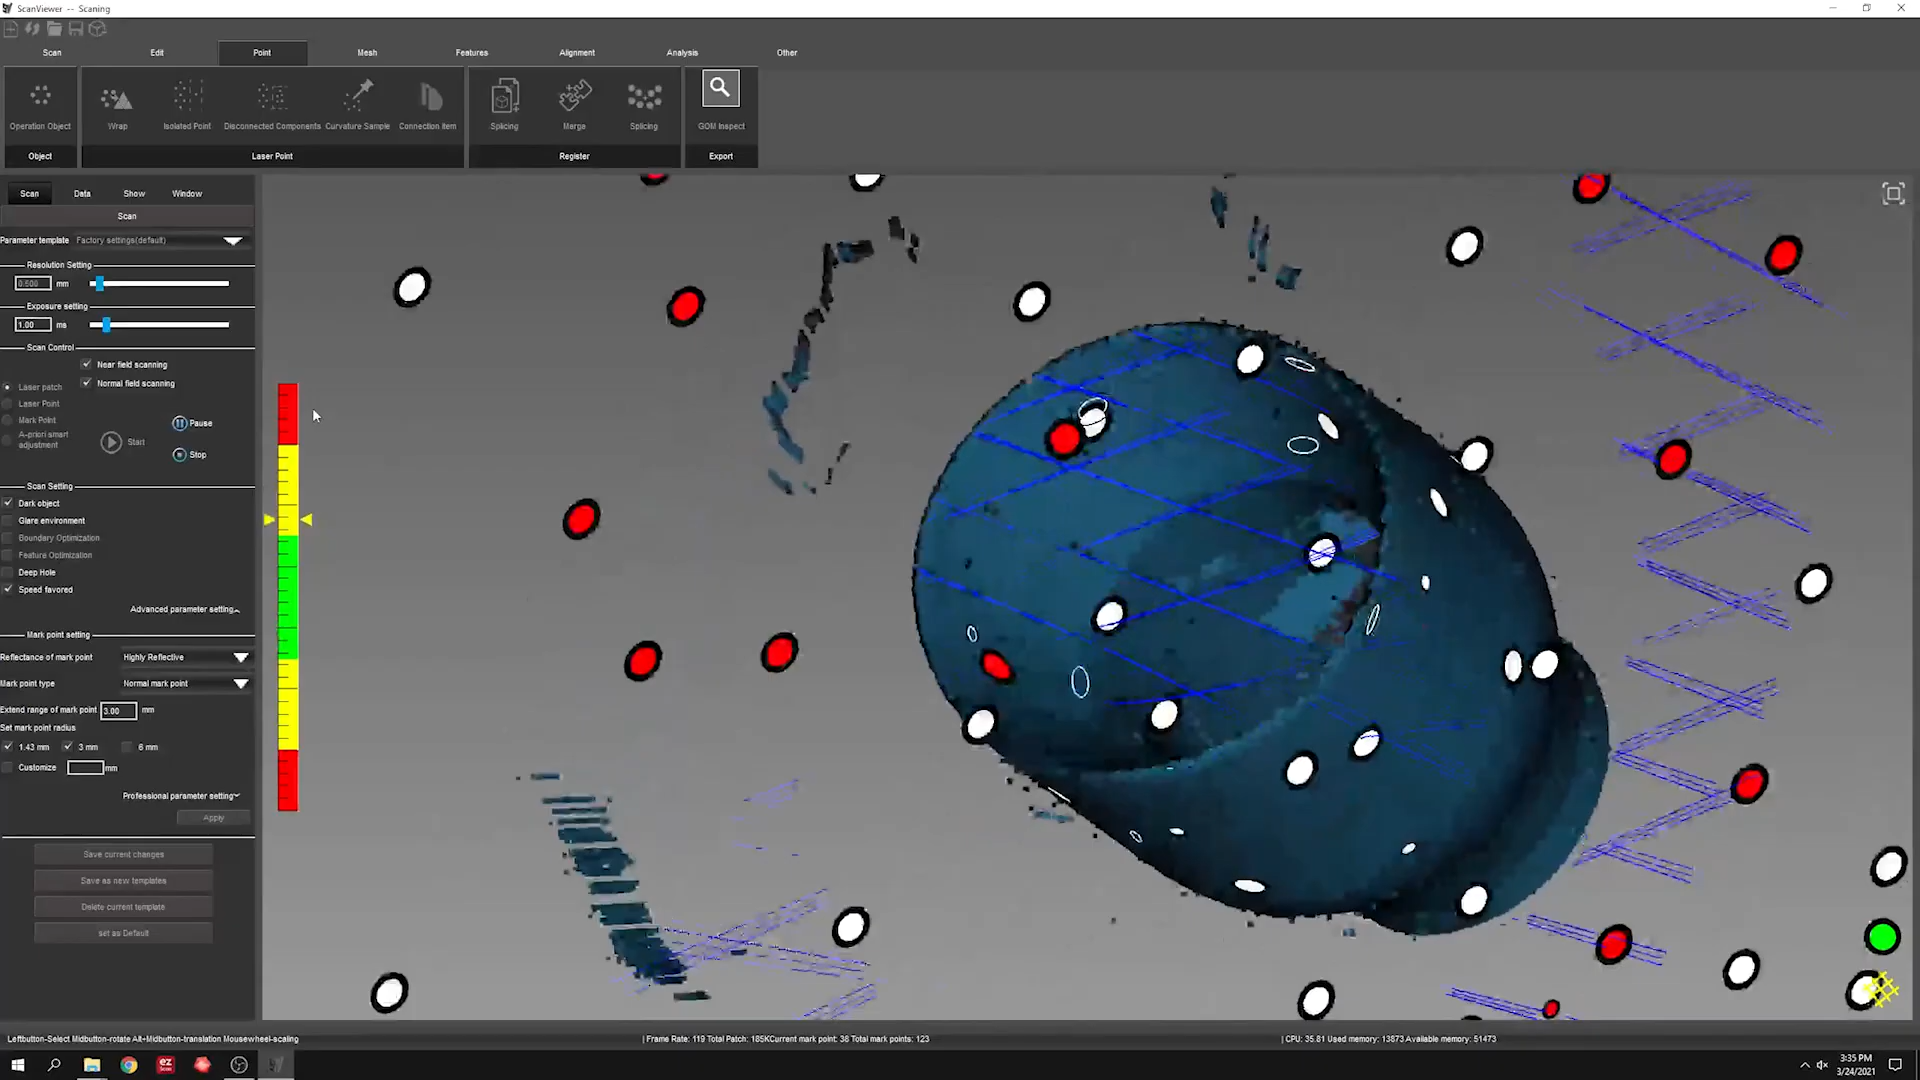 ScanViewer -- Scaning
Scan Edit Point Mesh Features Alignment Analysis Other
Operation Object Wrap Isolated Point Disconnected Components Curvature Sample Connection Item Splicing Merge Splicing GOM Inspect
Object Laser Point Register Export
Scan Data Show Window
Scan
Parameter template Factory settings(default)
Resolution Setting
0.500 mm
Exposure setting
1.00 ms
Scan Control
Near field scanning
Normal field scanning
Laser patch
Laser Point
Mark Point
A-priori smart
adjustment
Start
Pause
Stop
Scan Setting
Dark object
Glare environment
Boundary Optimization
Feature Optimization
Deep Hole
Speed favored
Advanced parameter setting
Mark point setting
Reflectance of mark point Highly Reflective
Mark point type Normal mark point
Extend range of mark point 3.00 mm
Set mark point radius
1.43 mm 3 mm 6 mm
Customize mm
Professional parameter setting
Apply
Save current changes
Save as new templates
Delete current template
set as Default
Leftbutton-Select Midbutton-rotate Alt+Midbutton-translation Mousewheel-scaling | Frame Rate: 119 Total Patch: 185KCurrent mark point: 38 Total mark points: 123 | CPU: 35.81 Used memory: 13873 Available memory: 51473
ez
Scan
3:35 PM
3/24/2021